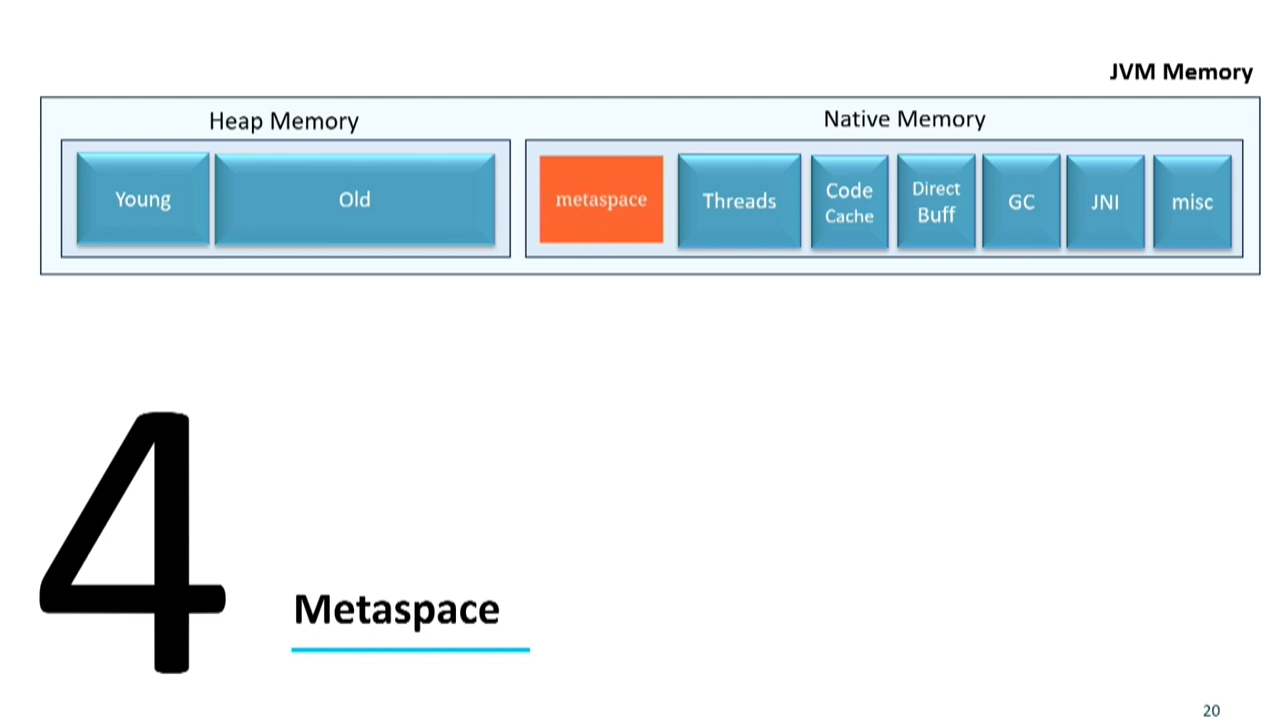 JVM Memory
Heap Memory
Native Memory
Young
Old
metaspace
Threads
Code
Cache
Direct
Buff
GC
JNI
misc
4
Metaspace
20